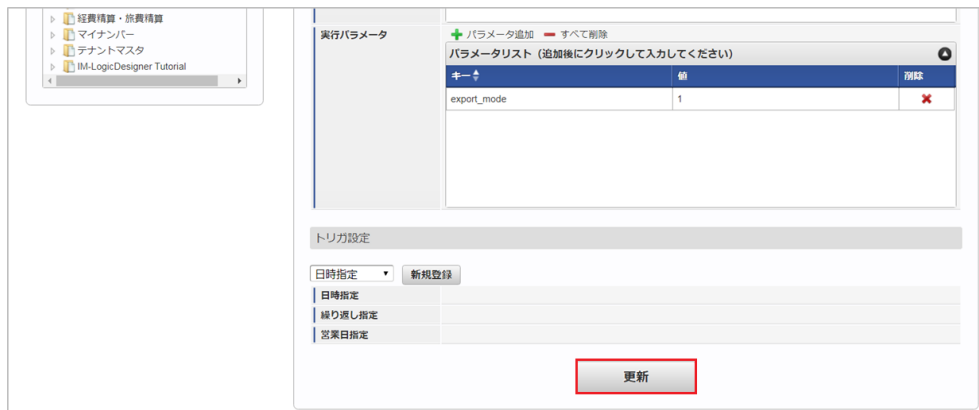 経費精算・旅費精算
マイナンバー
テナントマスタ
IM-LogicDesigner Tutorial
実行パラメータ
パラメータ追加 すべて削除
パラメータリスト（追加後にクリックして入力してください）
キー 値 削除
export_mode 1
トリガ設定
日時指定 新規登録
日時指定
繰り返し指定
営業日指定
更新